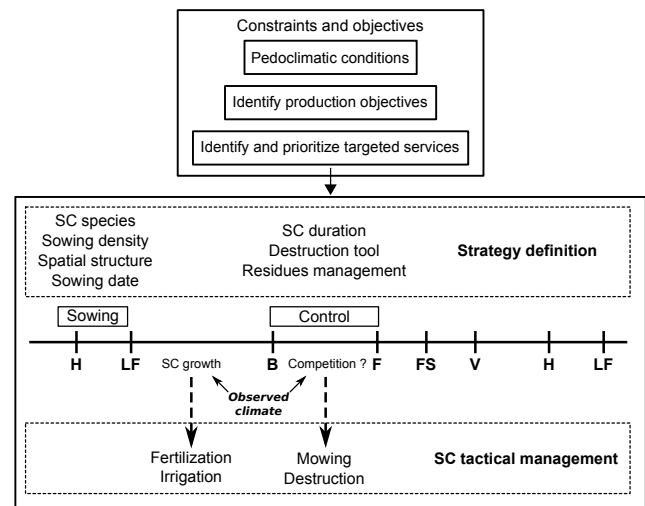 Constraints and objectives
Pedoclimatic conditions
Identify production objectives
Identify and prioritize targeted services
SC species
Sowing density
Spatial structure
Sowing date
SC duration
Destruction tool
Residues management
Strategy definition
Sowing
Control
H
LF
SC growth
B
Competition ?
F
FS
V
H
LF
Observed
climate
Fertilization
Irrigation
Mowing
Destruction
SC tactical management